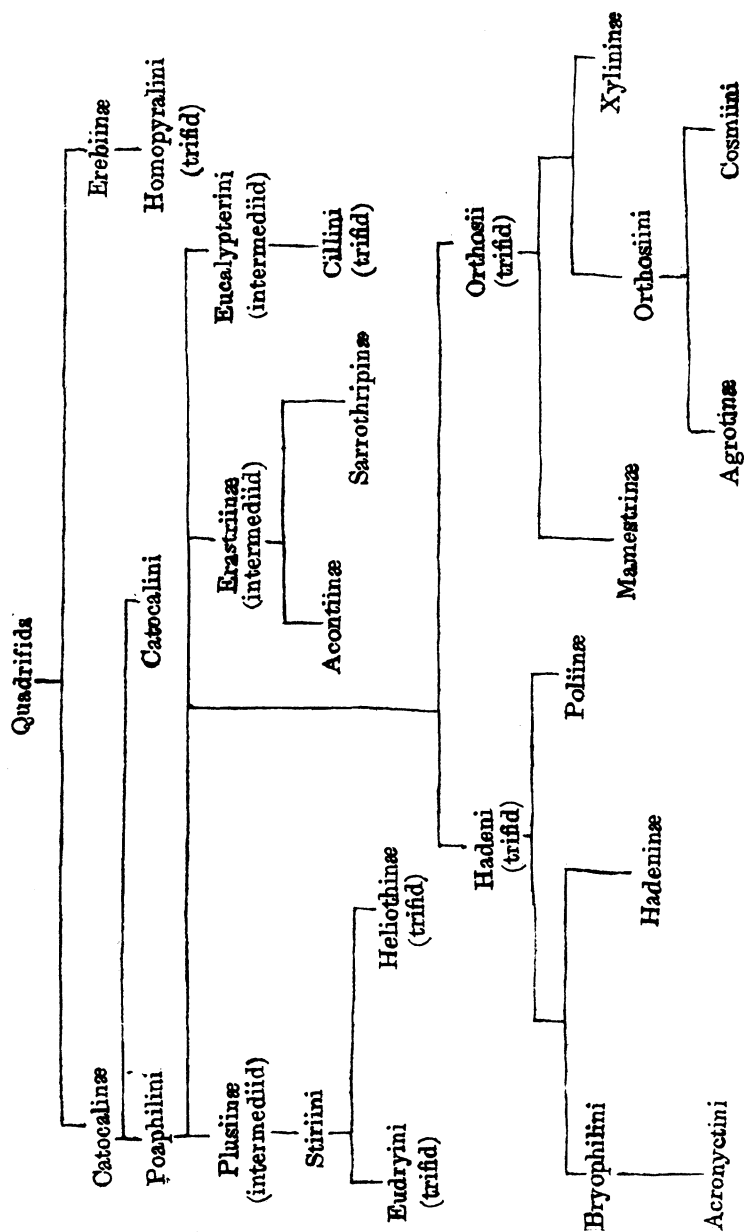 Quadrifida
Catocalinæ
Erebiinæ
Poaphilini
Catocalini
Homopyralini
(trifid)
Plusiinæ
(intermediid)
Erastriinæ
(intermediid)
Eucalypterini
(intermediid)
Stiriini
Acontiinæ
Sarrothripinæ
Cillini
(trifid)
Eudryini
(trifid)
Heliothinæ
(trifid)
Hadeni
(trifid)
Orthosii
(trifid)
Poliinæ
Mamestrinæ
Xylininæ
Bryophilini
Hadeninæ
Orthosiini
Acronyctini
Agrotinæ
Cosmiini